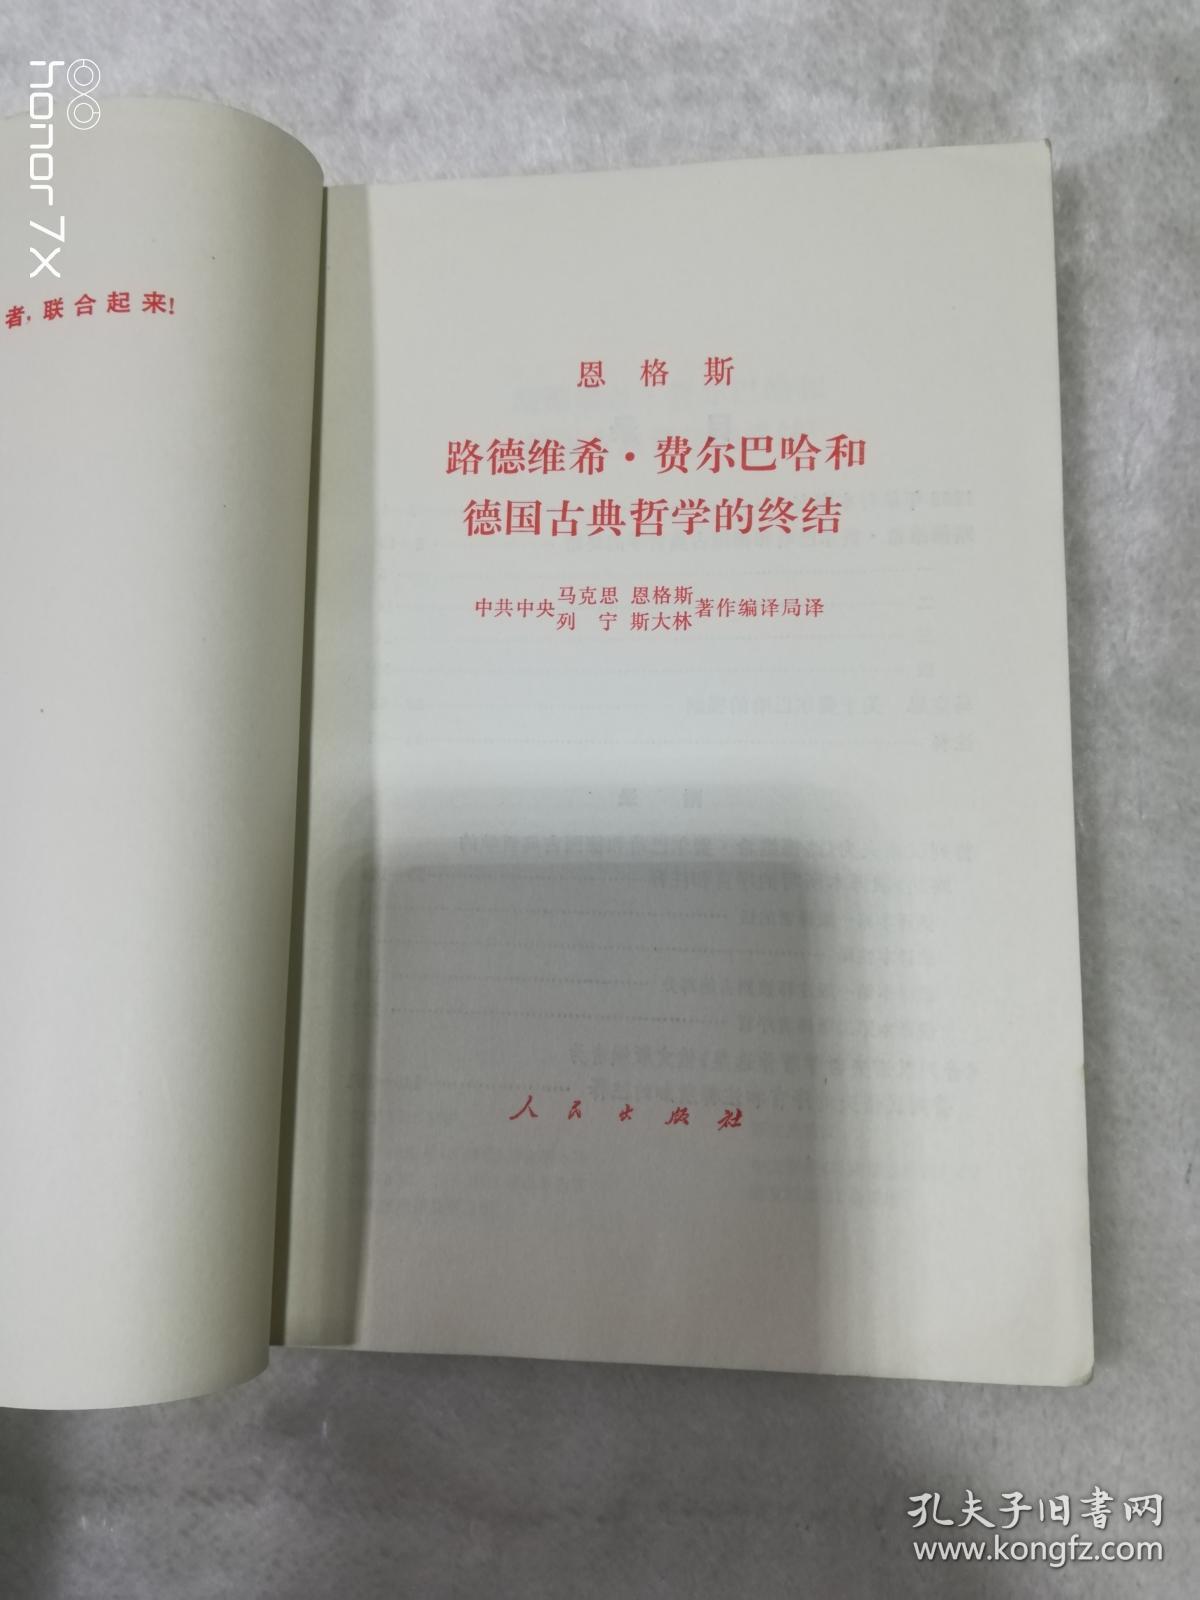 honor 7X
者，联合起来！
恩格斯
路德维希·费尔巴哈和
德国古典哲学的终结
中共中央马克思 恩格斯著作编译局译
列宁 斯大林
人民出版社
孔夫子旧书网
www.kongfz.com